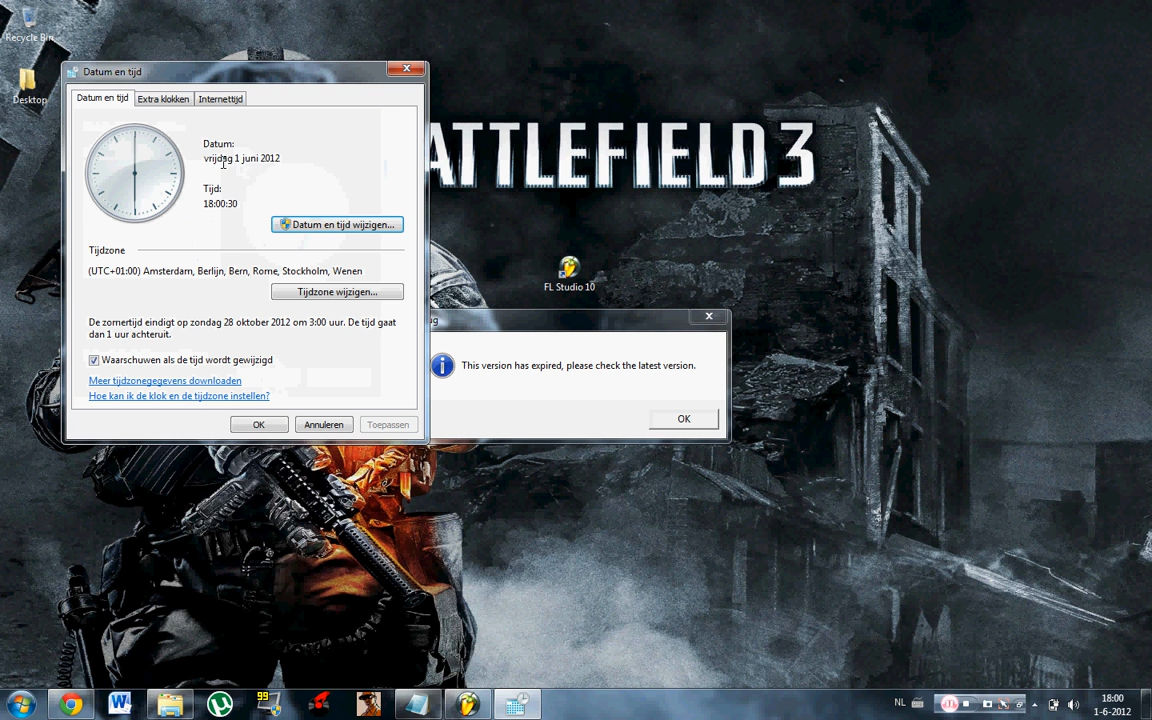 Recycle Bin
Desktop
Datum en tijd
Datum en tijd
Extra klokken
Internettijd
Datum:
vrijdag 1 juni 2012
Tijd:
18:00:30
Datum en tijd wijzigen...
Tijdzone
(UTC+01:00) Amsterdam, Berlijn, Bern, Rome, Stockholm, Wenen
Tijdzone wijzigen...
De zomertijd eindigt op zondag 28 oktober 2012 om 3:00 uur. De tijd gaat
dan 1 uur achteruit.
Waarschuwen als de tijd wordt gewijzigd
Meer tijdzonegegevens downloaden
Hoe kan ik de klok en de tijdzone instellen?
OK
Annuleren
Toepassen
ATTLEFIELD 3
FL Studio 10
This version has expired, please check the latest version.
OK
99
NL
18:00
1-6-2012